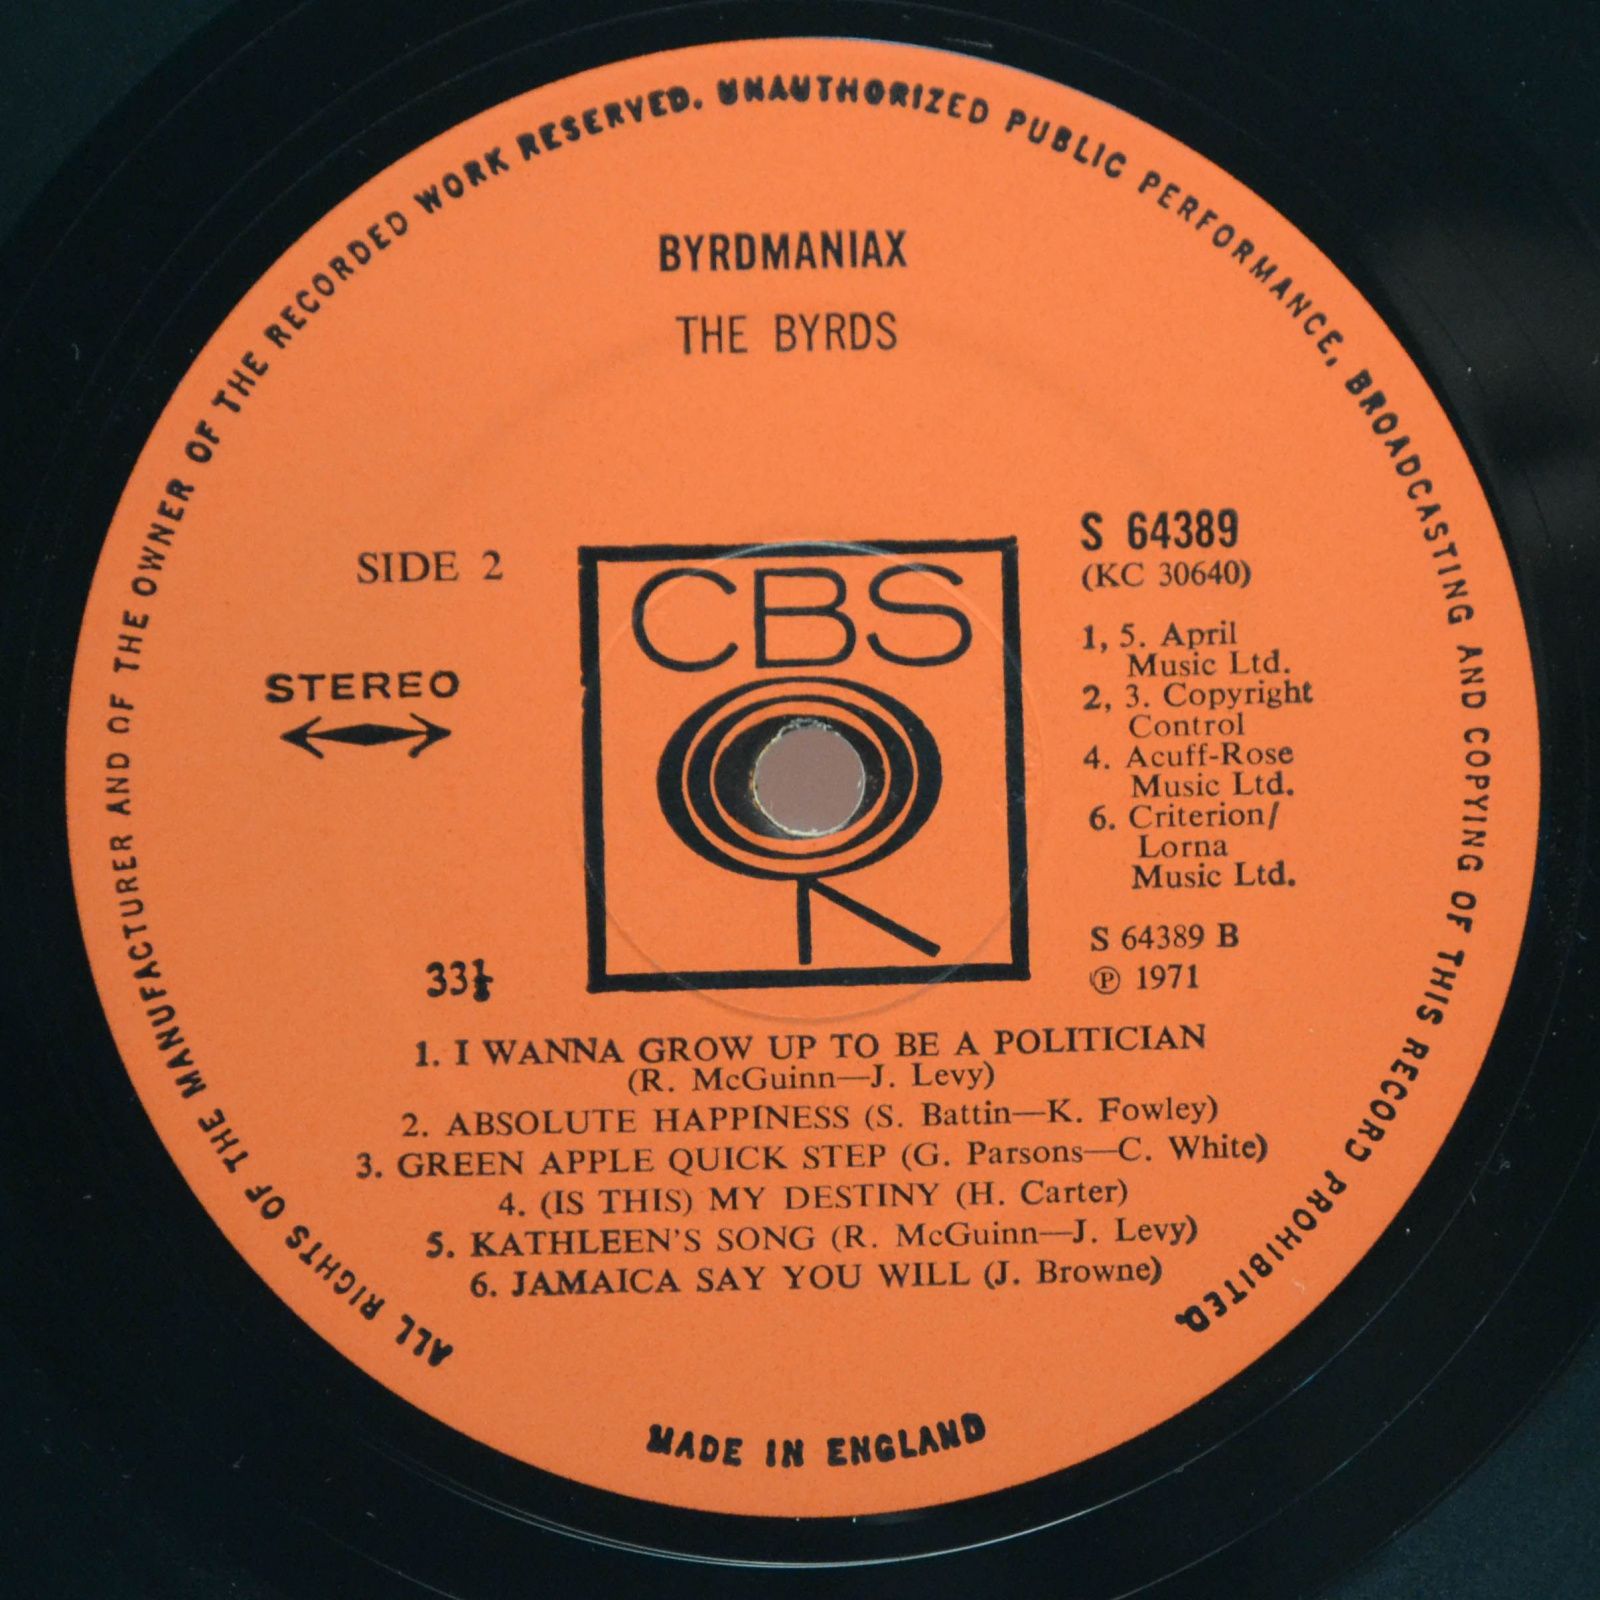 ALL RIGHTS OF THE MANUFACTURER AND OF THE OWNER OF THE RECORDED WORK RESERVED. UNAUTHORIZED PUBLIC PERFORMANCE, BROADCASTING AND COPYING OF THIS RECORD PROHIBITED.
BYRDMANIAX
THE BYRDS
SIDE 2
STEREO
33⅓
CBS
S 64389
(KC 30640)
1, 5. April
Music Ltd.
2, 3. Copyright
Control
4. Acuff-Rose
Music Ltd.
6. Criterion/
Lorna
Music Ltd.
S 64389 B
℗ 1971
1. I WANNA GROW UP TO BE A POLITICIAN
(R. McGuinn—J. Levy)
2. ABSOLUTE HAPPINESS (S. Battin—K. Fowley)
3. GREEN APPLE QUICK STEP (G. Parsons—C. White)
4. (IS THIS) MY DESTINY (H. Carter)
5. KATHLEEN'S SONG (R. McGuinn—J. Levy)
6. JAMAICA SAY YOU WILL (J. Browne)
MADE IN ENGLAND